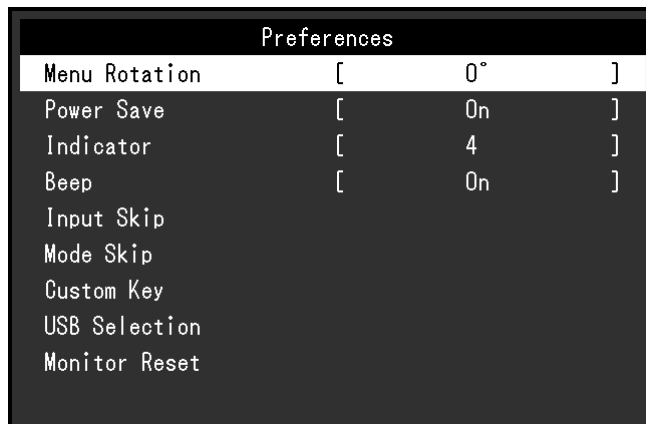 Preferences
Menu Rotation [ 0° ]
Power Save [ On ]
Indicator [ 4 ]
Beep [ On ]
Input Skip
Mode Skip
Custom Key
USB Selection
Monitor Reset